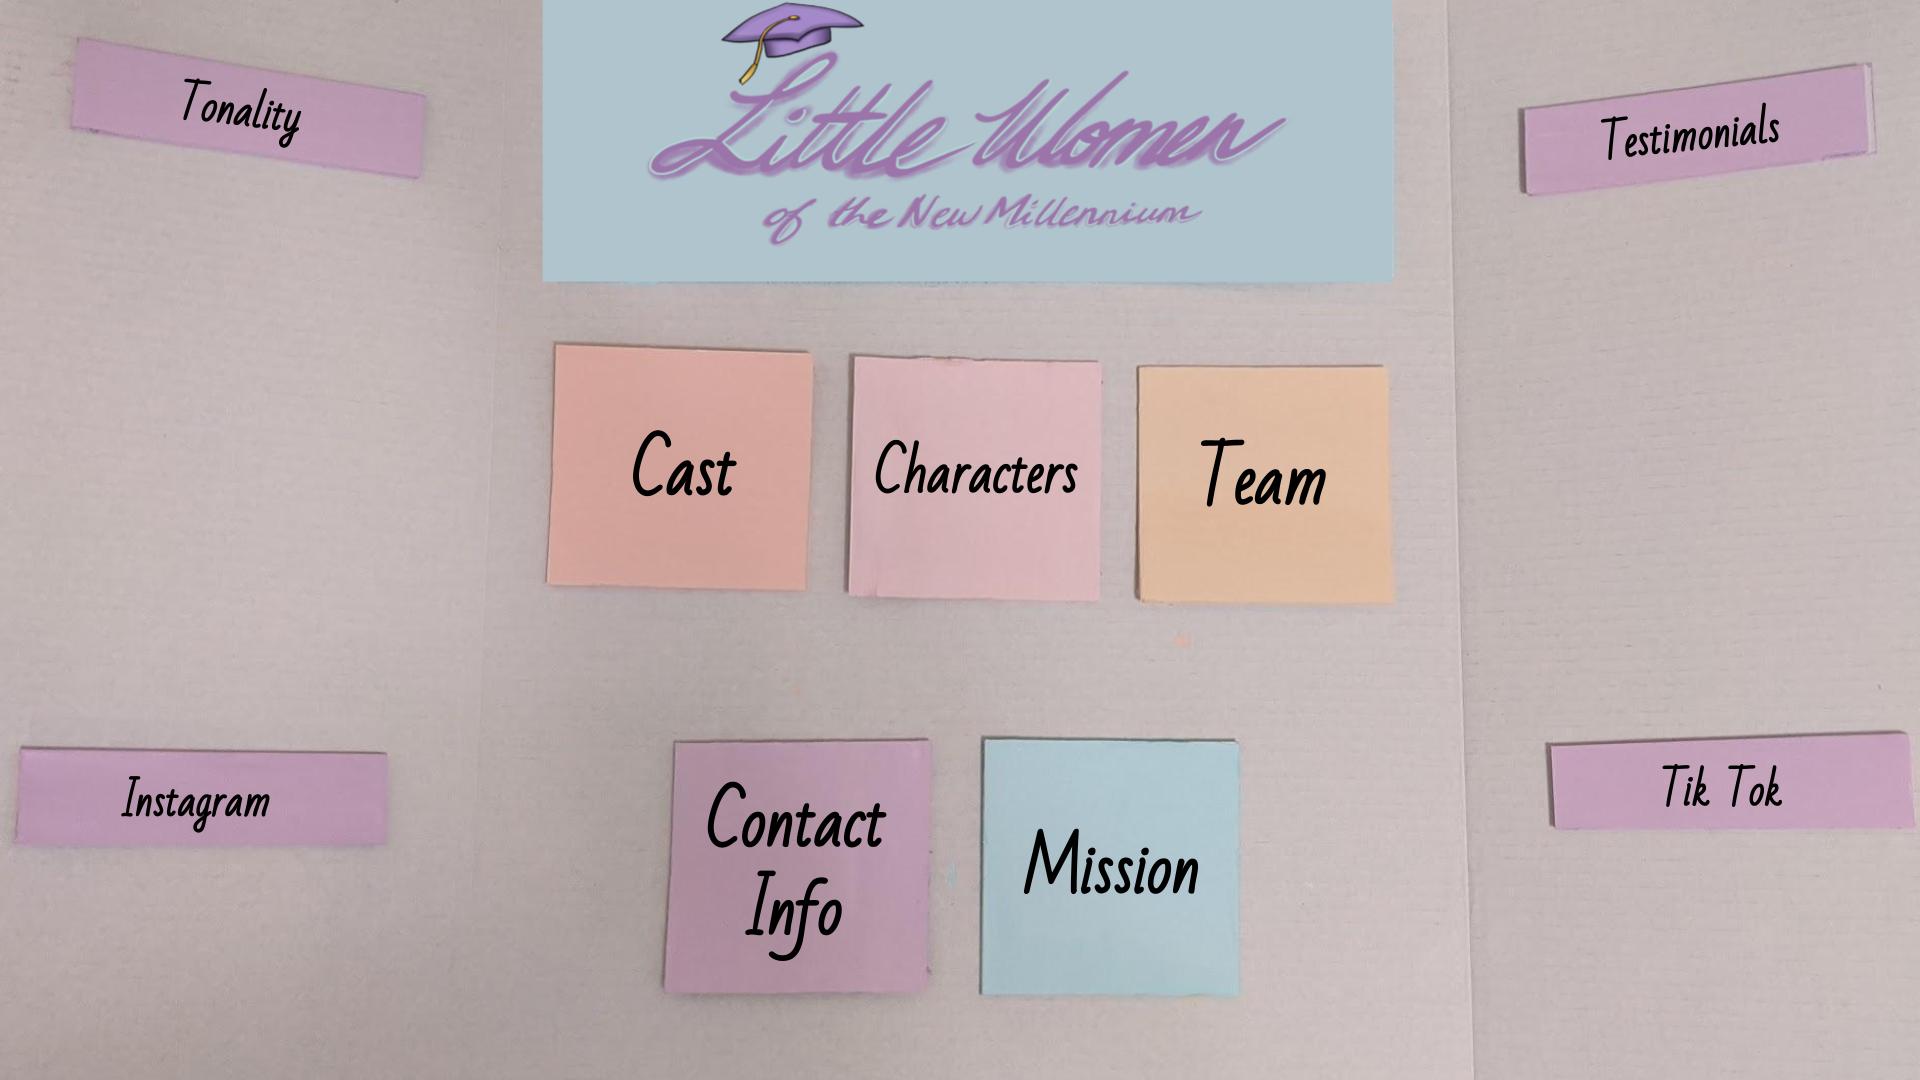 Tonality
Little Women
of the New Millennium
Testimonials
Cast
Characters
Team
Instagram
Contact
Info
Mission
Tik Tok